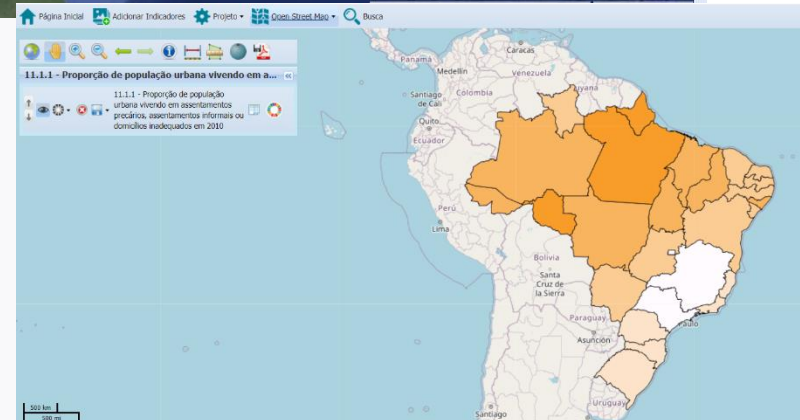 Página Inicial Adicionar Indicadores Projeto Open Street Map Busca
11.1.1 - Proporção de população urbana vivendo em a...
11.1.1 - Proporção de população
urbana vivendo em assentamentos
precários, assentamentos informais ou
domicílios inadequados em 2010
Caracas
Panamá
Medellín
Venezuela
Guyana
Santiago
de Cali
Colombia
Quito
Ecuador
Perú
Lima
Bolivia
Santa
Cruz de
la Sierra
Paraguay
Paulo
Asunción
Uruguay
Santiago
500 km
500 mi